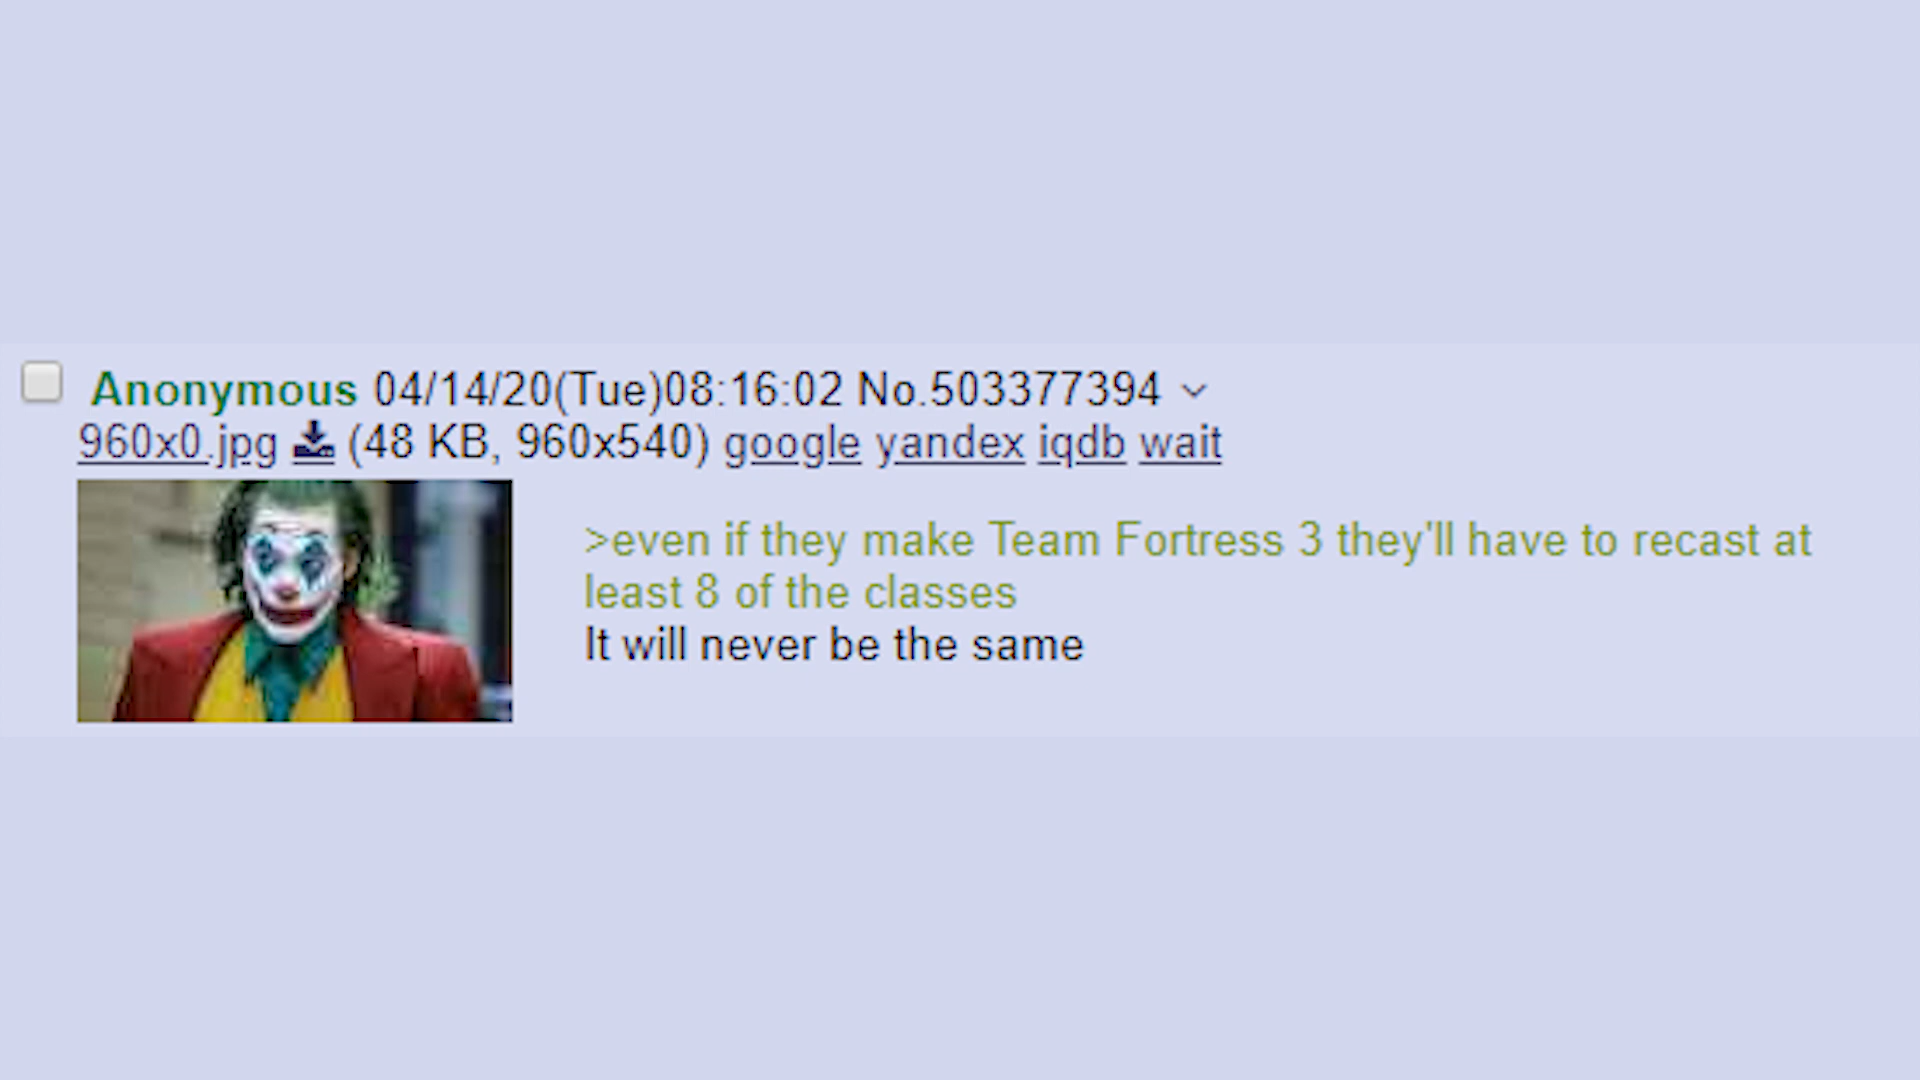 Anonymous 04/14/20(Tue)08:16:02 No.503377394
960x0.jpg (48 KB, 960x540) google yandex iqdb wait
>even if they make Team Fortress 3 they'll have to recast at
least 8 of the classes
It will never be the same